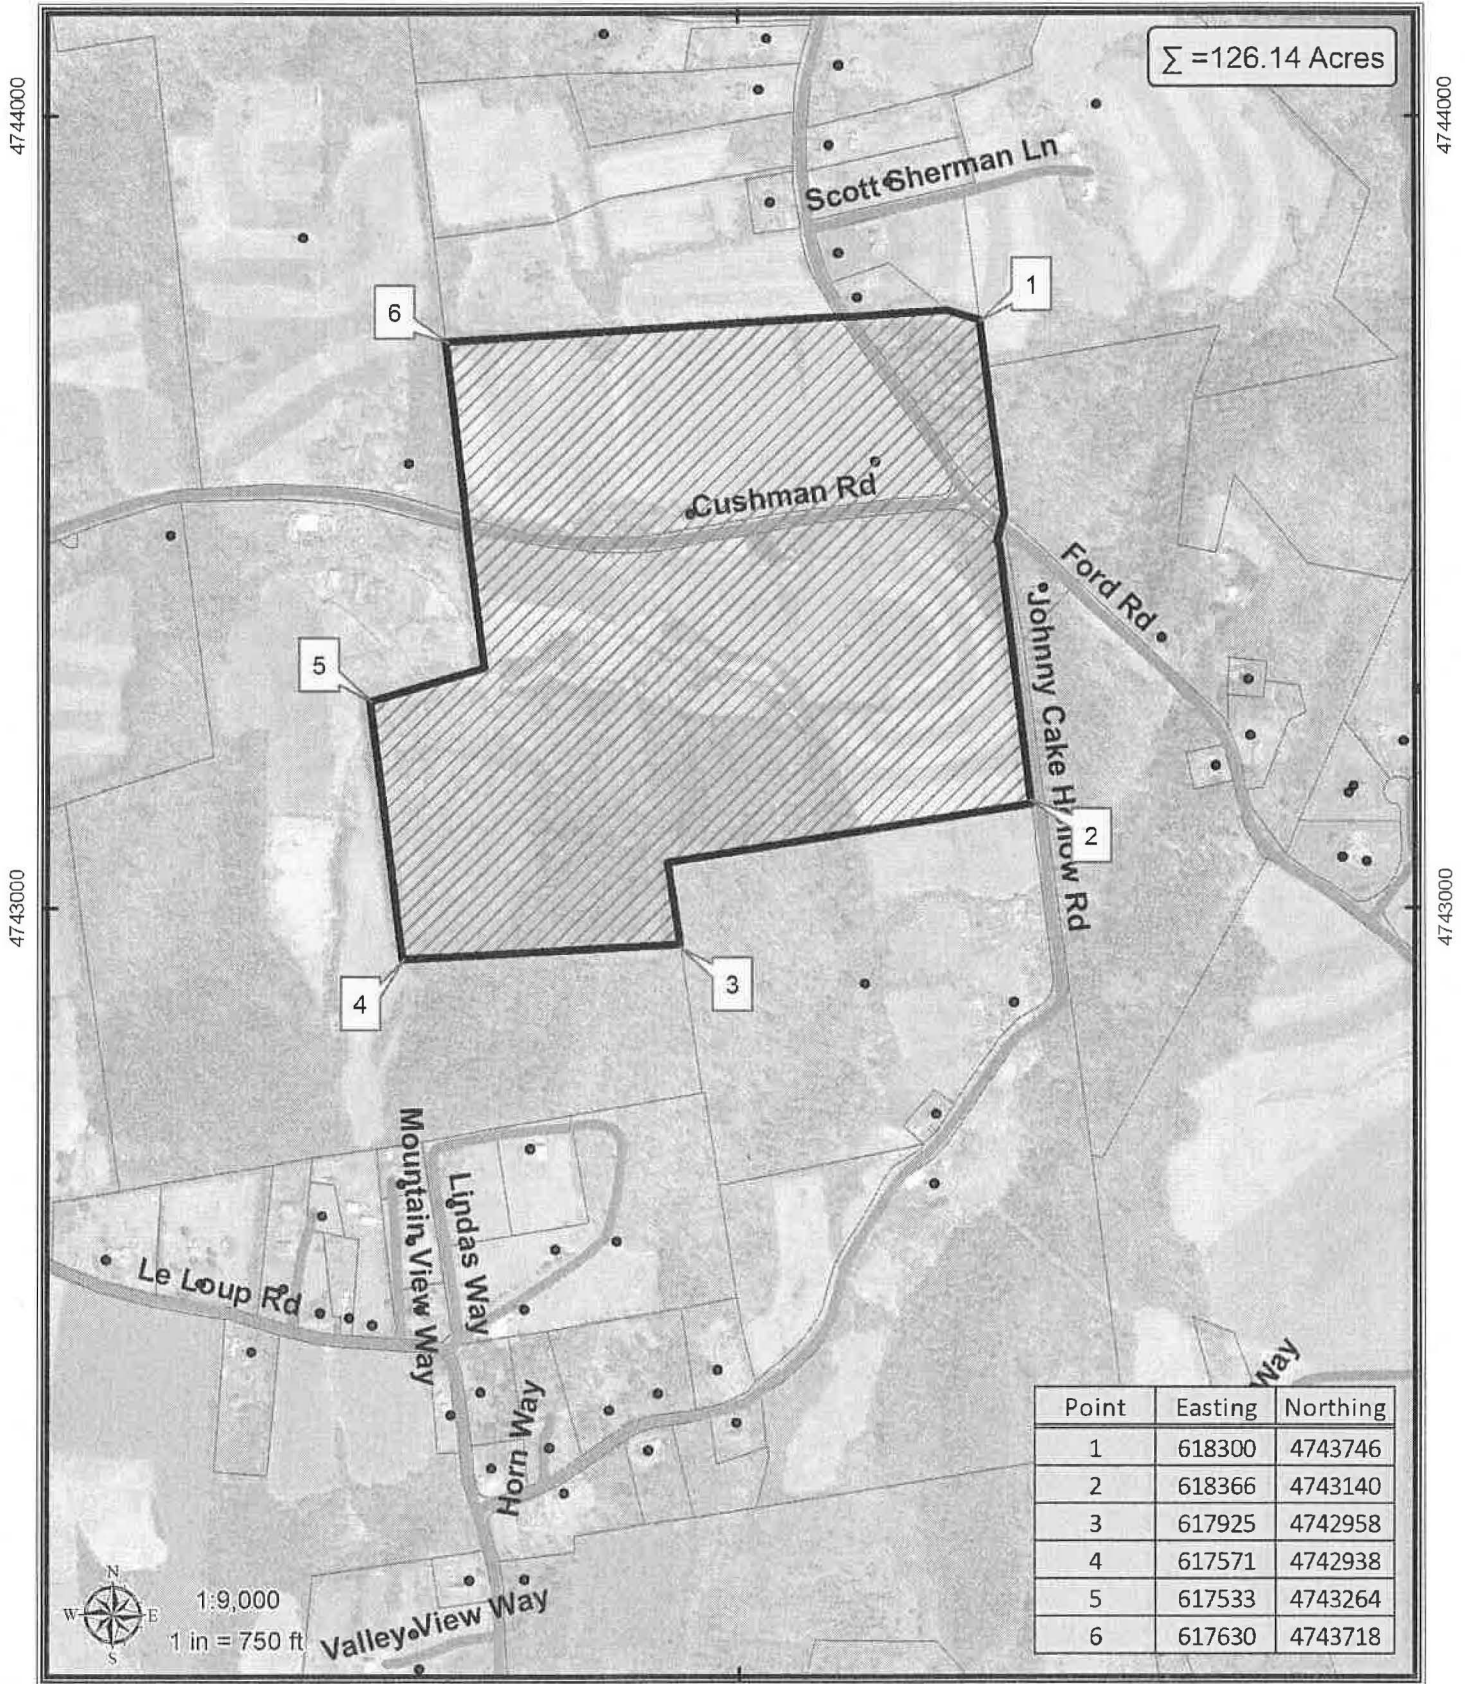 ∑ =126.14 Acres
4744000
4744000
Scott Sherman Ln
1
6
Cushman Rd
Ford Rd
5
Johnny Cake Hollow Rd
2
4743000
4743000
3
4
Mountain View Way
Lindas Way
Le Loup Rd
Horn Way
Way
Point Easting Northing
1 618300 4743746
2 618366 4743140
3 617925 4742958
4 617571 4742938
5 617533 4743264
6 617630 4743718
N
W E
S
1:9,000
1 in = 750 ft
Valley View Way